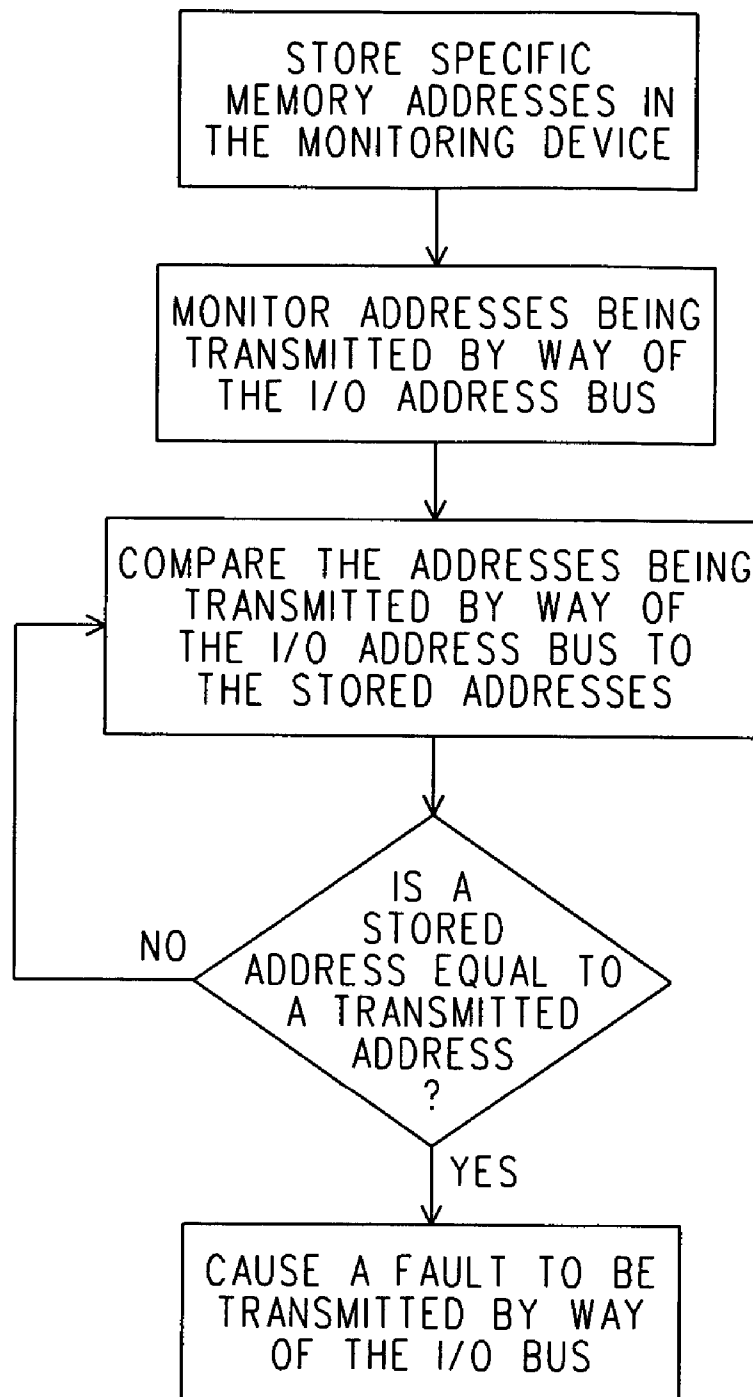 STORE SPECIFIC
MEMORY ADDRESSES IN
THE MONITORING DEVICE
MONITOR ADDRESSES BEING
TRANSMITTED BY WAY OF
THE I/O ADDRESS BUS
COMPARE THE ADDRESSES BEING
TRANSMITTED BY WAY OF
THE I/O ADDRESS BUS TO
THE STORED ADDRESSES
IS A
STORED
ADDRESS EQUAL TO
A TRANSMITTED
ADDRESS
?
NO
YES
CAUSE A FAULT TO BE
TRANSMITTED BY WAY
OF THE I/O BUS